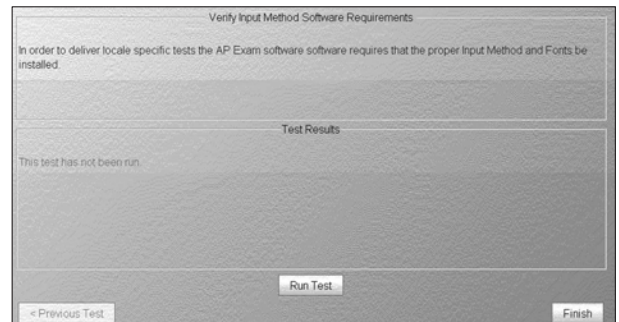 Verify Input Method Software Requirements
In order to deliver locale specific tests the AP Exam software software requires that the proper Input Method and Fonts be
installed.
Test Results
This test has not been run.
Run Test
< Previous Test
Finish